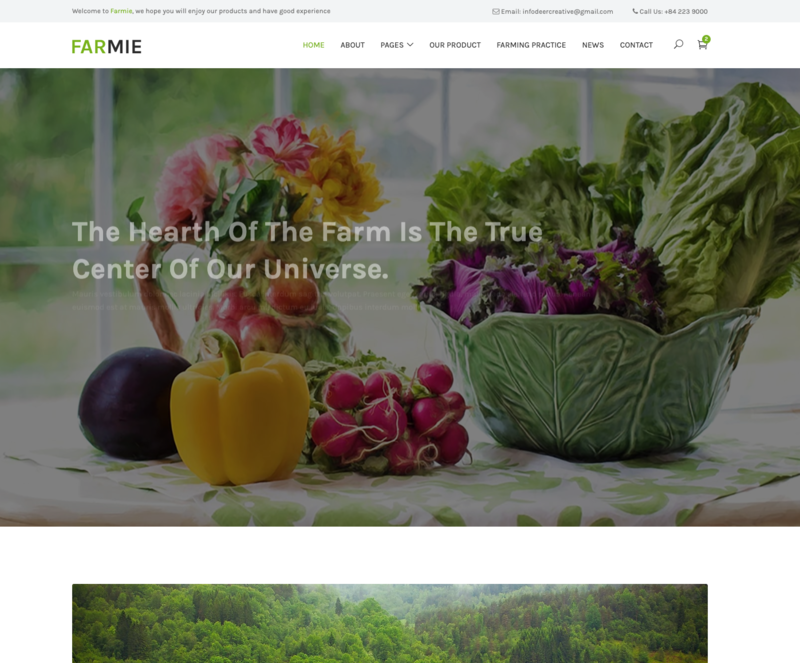 Welcome to Farmie, we hope you will enjoy our products and have good experience
Email: infodeercreative@gmail.com
Call Us: +84 223 9000
FARMIE
HOME
ABOUT
PAGES
OUR PRODUCT
FARMING PRACTICE
NEWS
CONTACT
2
The Hearth Of The Farm Is The True
Center Of Our Universe.